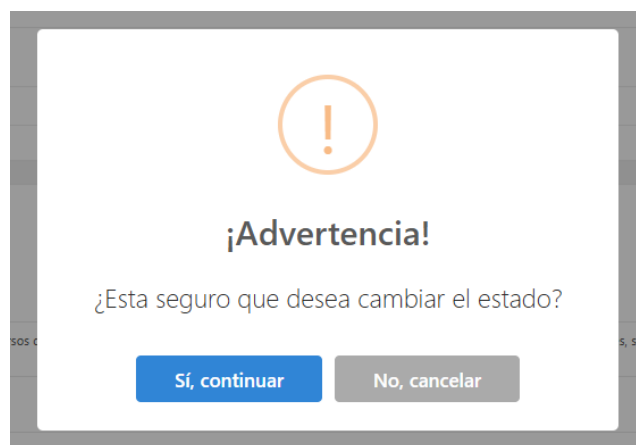 !
¡Advertencia!
¿Esta seguro que desea cambiar el estado?
Sí, continuar
No, cancelar